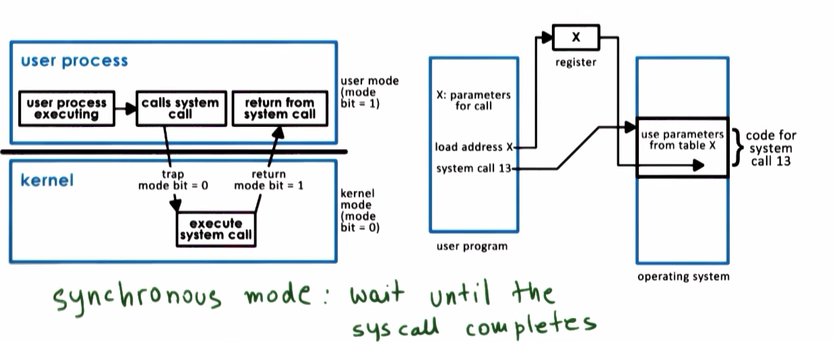 user process
user process
executing
calls system
call
return from
system call
user mode
(mode
bit = 1)
trap
mode bit = 0
return
mode bit = 1
kernel
execute
system call
kernel
mode
(mode
bit = 0)
X
register
X: parameters
for call
load address X
system call 13
user program
use parameters
from table X
code for
system
call 13
operating system
synchronous mode: wait until the
syscall completes